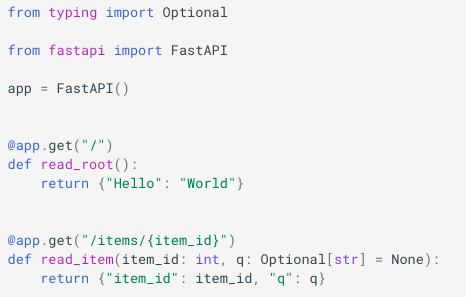 from typing import Optional
from fastapi import FastAPI
app = FastAPI()
@app.get("/")
def read_root():
    return {"Hello": "World"}
@app.get("/items/{item_id}")
def read_item(item_id: int, q: Optional[str] = None):
    return {"item_id": item_id, "q": q}